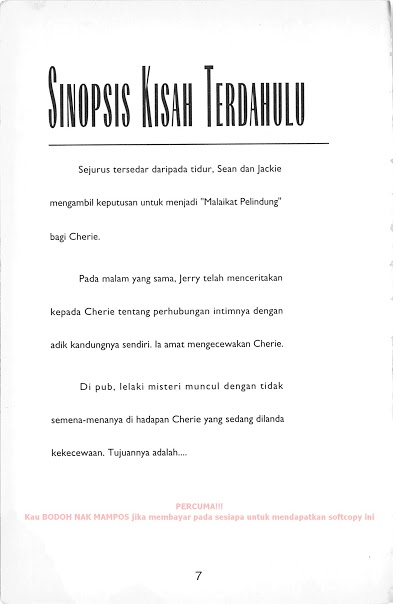 SINOPSIS KISAH TERDAHULU
Sejurus tersedar daripada tidur, Sean dan Jackie
mengambil keputusan untuk menjadi "Malaikat Pelindung"
bagi Cherie.
Pada malam yang sama, Jerry telah menceritakan
kepada Cherie tentang perhubungan intimnya dengan
adik kandungnya sendiri. Ia amat mengecewakan Cherie.
Di pub, lelaki misteri muncul dengan tidak
semena-menanya di hadapan Cherie yang sedang dilanda
kekecewaan. Tujuannya adalah....
PERCUMA!!!
Kau BODOH NAK MAMPOS jika membayar pada sesiapa untuk mendapatkan softcopy ini
7